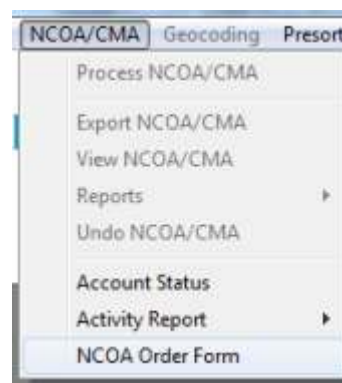 NCOA/CMA Geocoding Presort
Process NCOA/CMA
Export NCOA/CMA
View NCOA/CMA
Reports
Undo NCOA/CMA
Account Status
Activity Report
NCOA Order Form